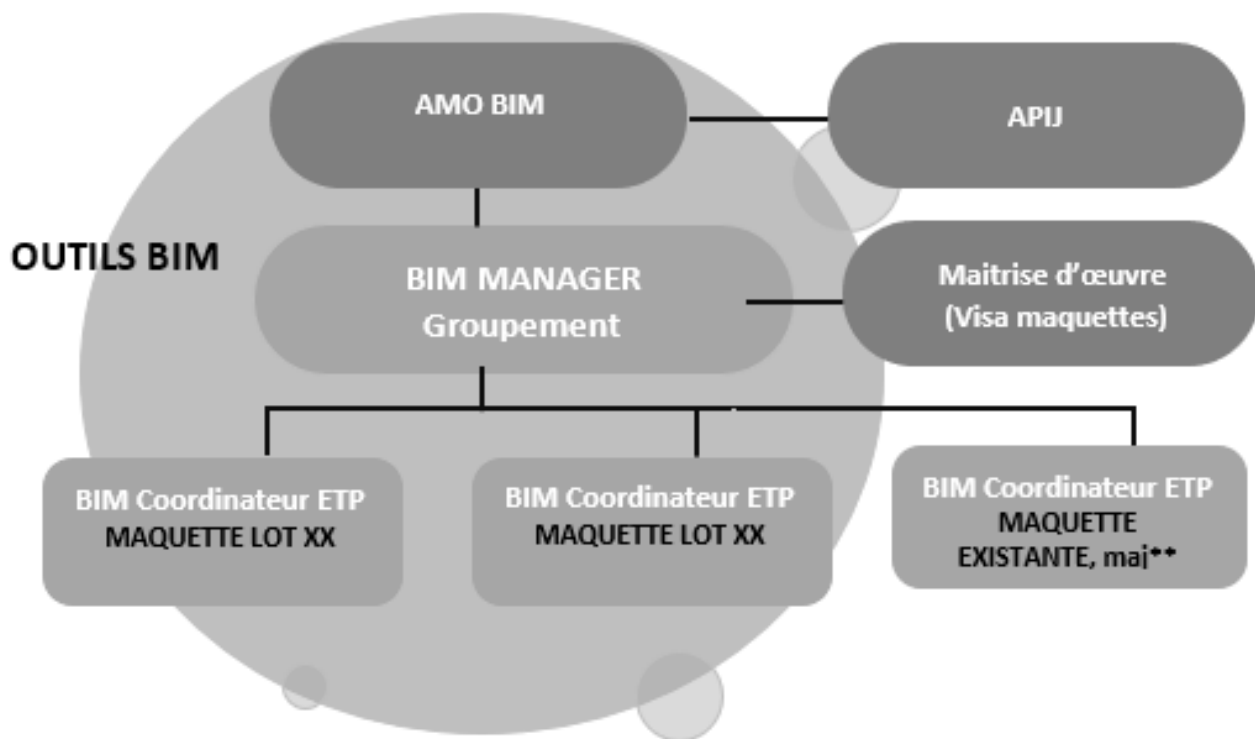 AMO BIM
APIJ
OUTILS BIM
BIM MANAGER
Groupement
Maitrise d'œuvre
(Visa maquettes)
BIM Coordinateur ETP
MAQUETTE LOT XX
BIM Coordinateur ETP
MAQUETTE LOT XX
BIM Coordinateur ETP
MAQUETTE
EXISTANTE, maj**